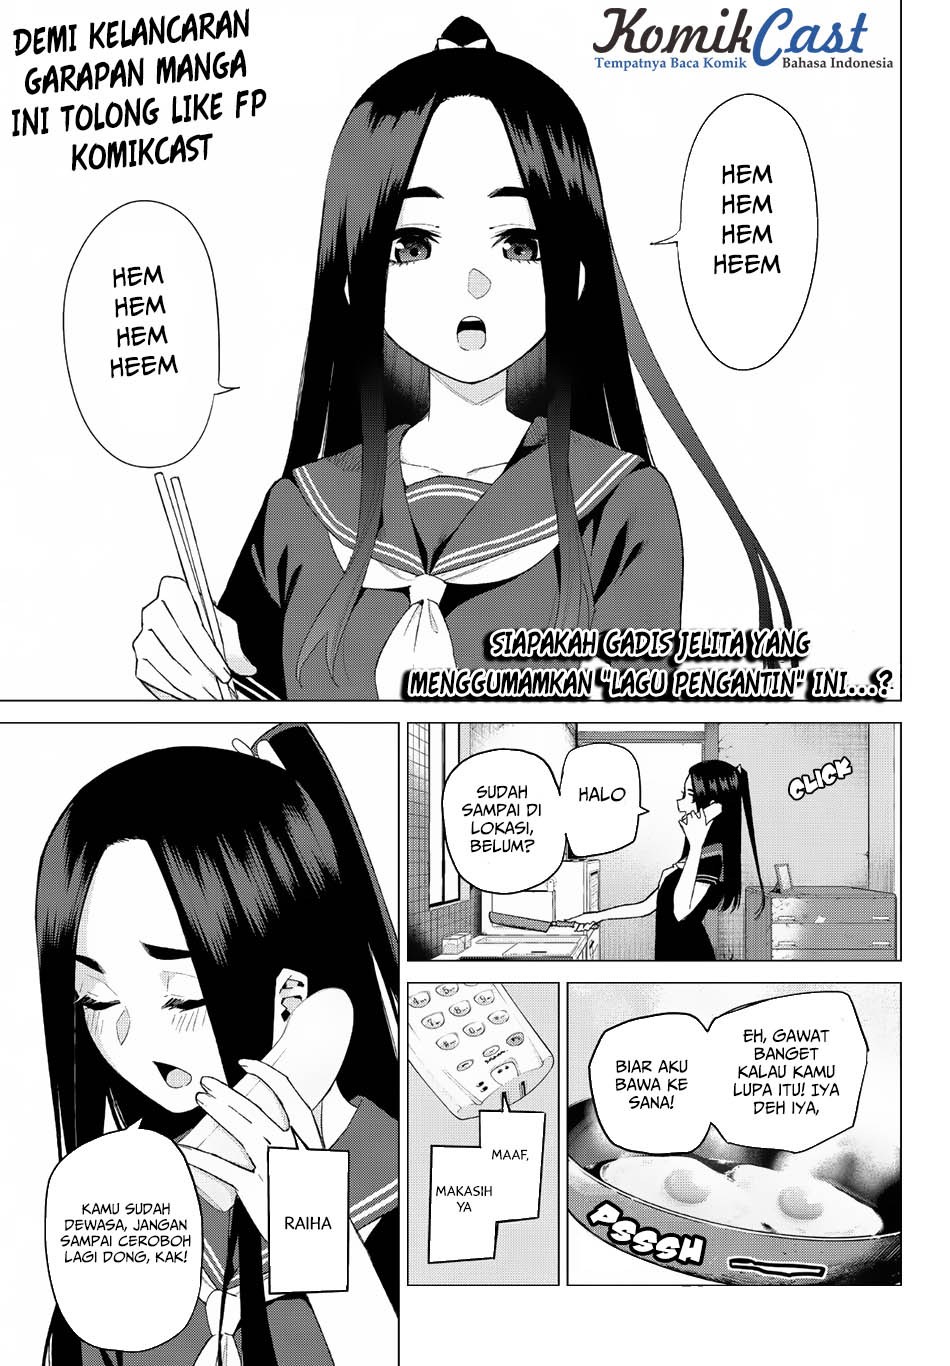 DEMI KELANCARAN
GARAPAN MANGA
INI TOLONG LIKE FP
KOMIKCAST
KomikCast
Tempatnya Baca Komik Bahasa Indonesia
HEM
HEM
HEM
HEEM
HEM
HEM
HEM
HEEM
SIAPAKAH GADIS JELITA YANG
MENGGUMAMKAN "LAGU PENGANTIN" INI...?
CLICK
HALO
SUDAH
SAMPAI DI
LOKASI,
BELUM?
EH, GAWAT
BANGET
KALAU KAMU
LUPA ITU! IYA
DEH IYA,
BIAR AKU
BAWA KE
SANA!
PSSSSH
MAAF,
MAKASIH
YA
RAIHA
KAMU SUDAH
DEWASA, JANGAN
SAMPAI CEROBOH
LAGI DONG, KAK!